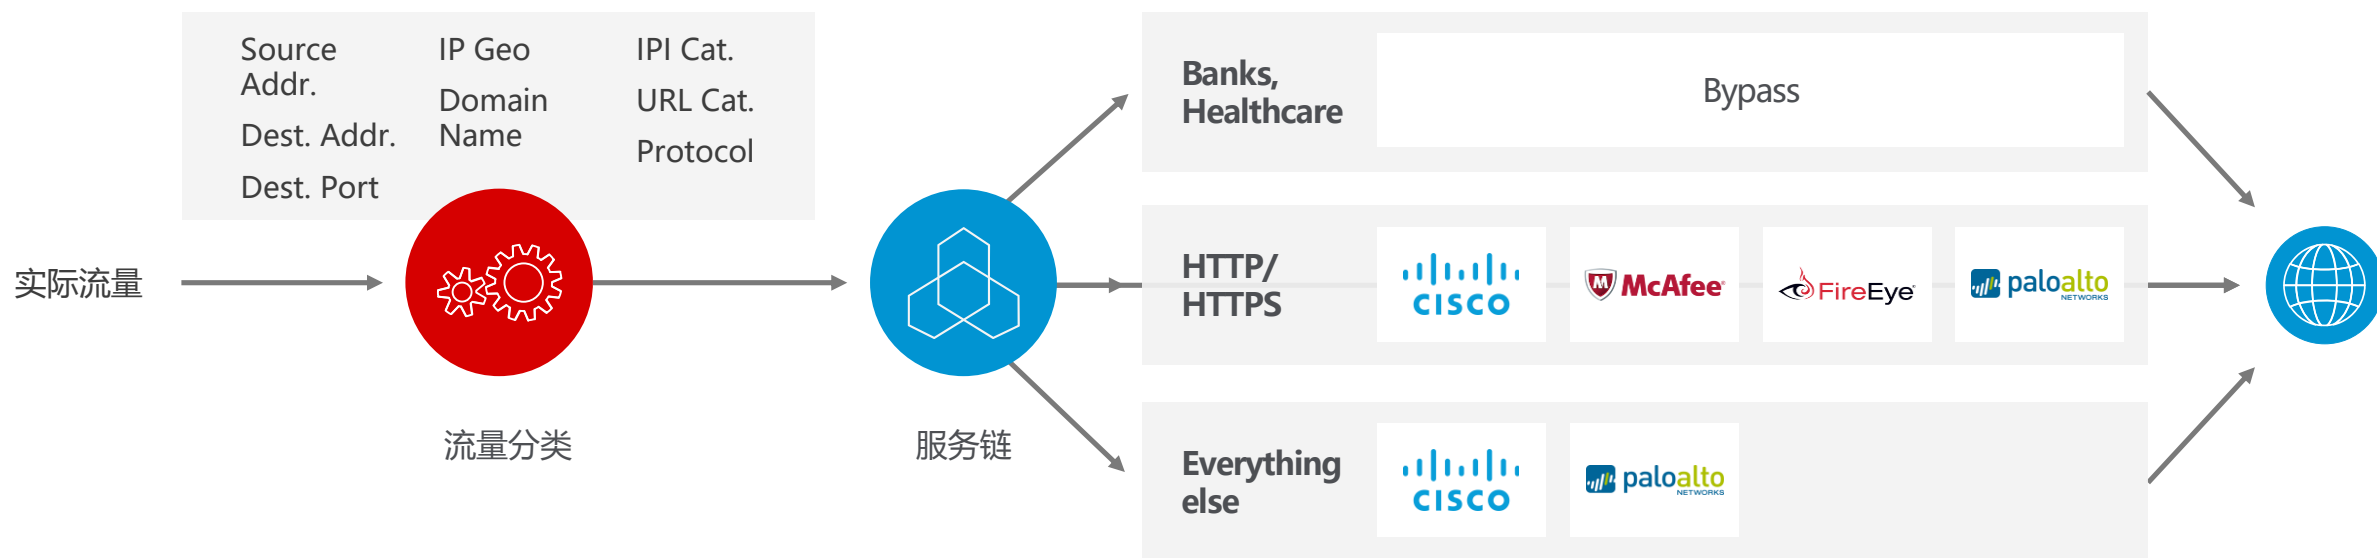 Source
Addr.
Dest. Addr.
Dest. Port
IP Geo
Domain
Name
IPI Cat.
URL Cat.
Protocol
实际流量
流量分类
服务链
Banks,
Healthcare
Bypass
HTTP/
HTTPS
CISCO
McAfee
FireEye
paloalto
NETWORKS
Everything
else
CISCO
paloalto
NETWORKS